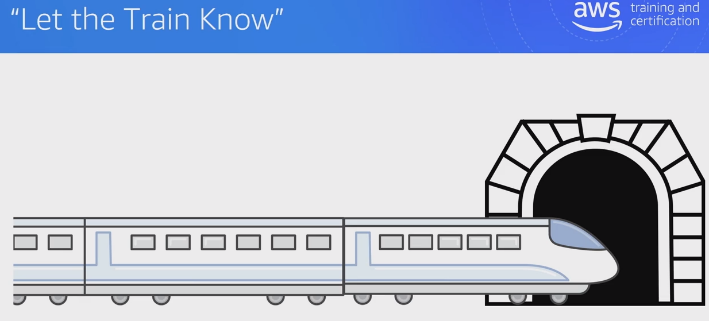 “Let the Train Know”
aws
training and
certification